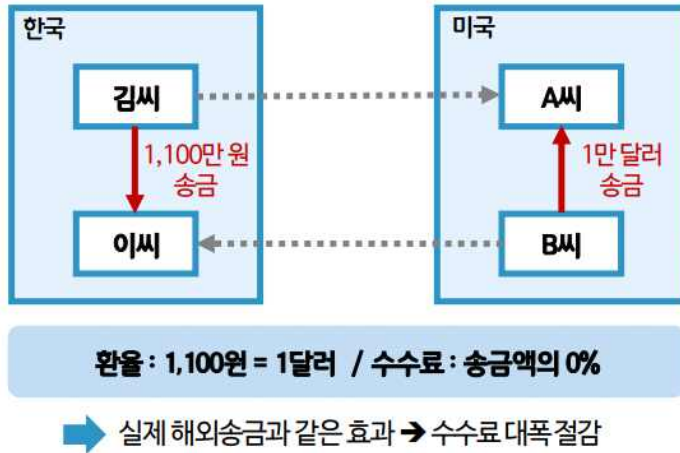 한국
미국
김씨
A씨
1,100만 원
송금
1만 달러
송금
이씨
B씨
환율 : 1,100원 = 1달러 / 수수료 : 송금액의 0%
실제 해외송금과 같은 효과 ➔ 수수료 대폭 절감